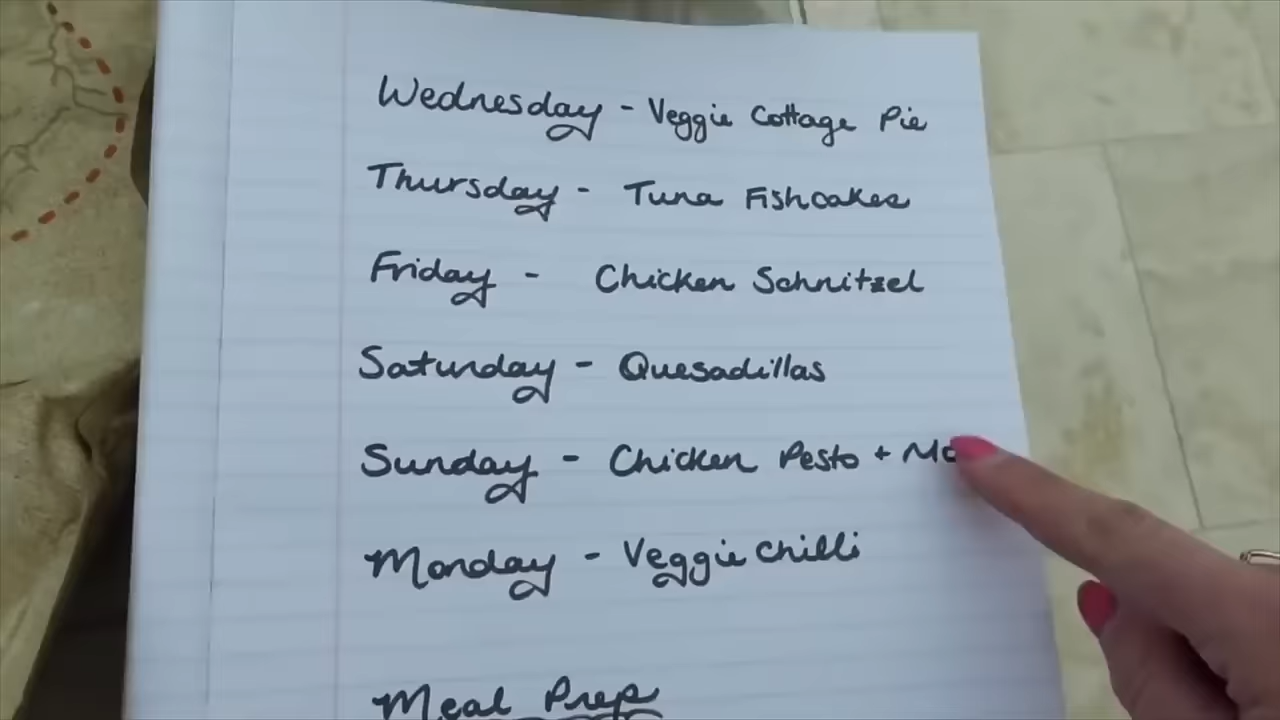 Wednesday - Veggie Cottage Pie
Thursday - Tuna Fishcakes
Friday - Chicken Schnitzel
Saturday - Quesadillas
Sunday - Chicken Pesto +
Monday - Veggie Chilli
Meal Prep